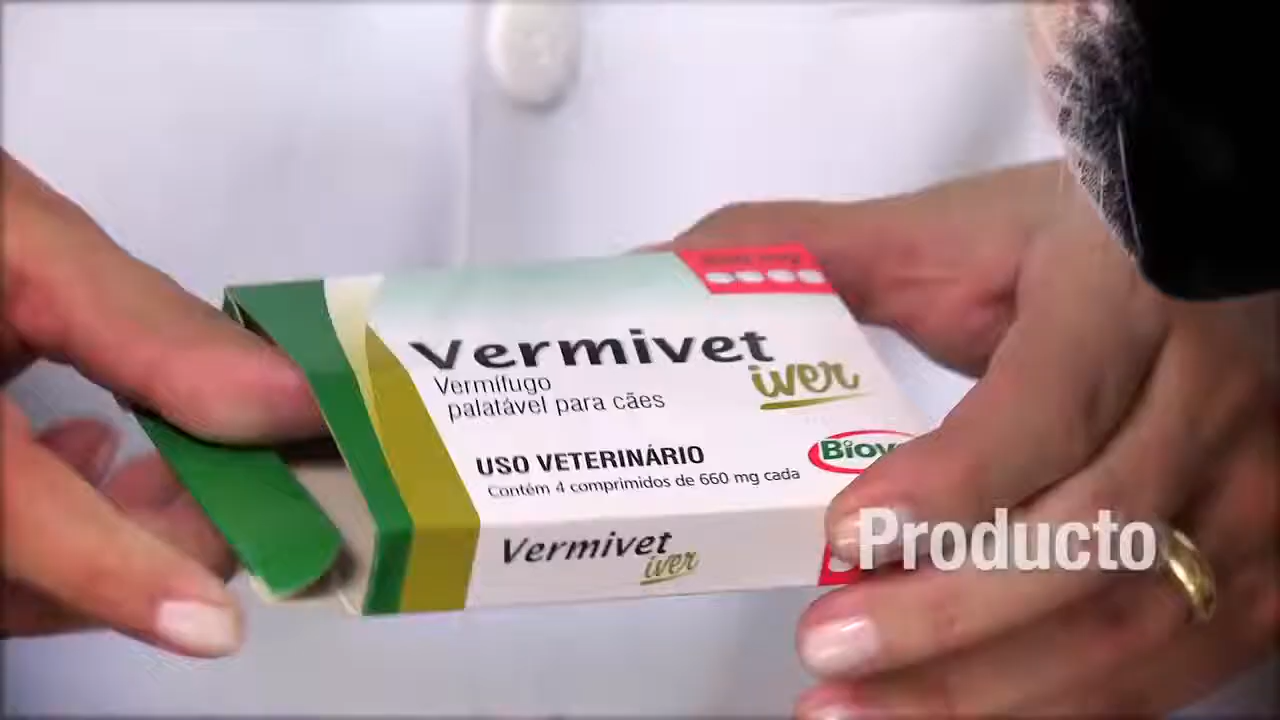 Vermivet
iver
Vermífugo
palatável para cães
USO VETERINÁRIO
Contém 4 comprimidos de 660 mg cada
Vermivet
iver
Producto